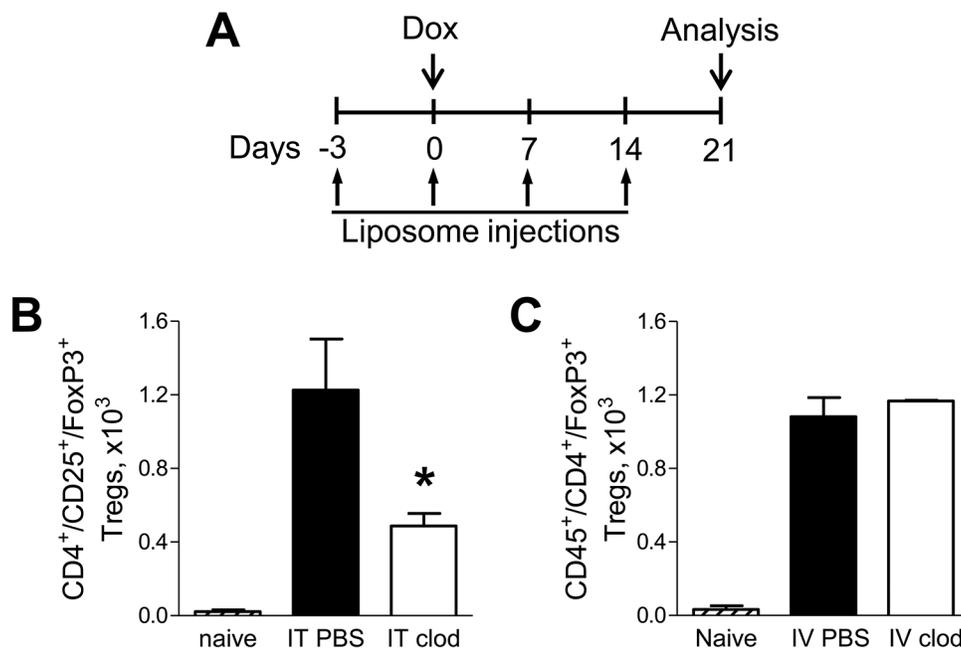 A
Dox
Analysis
Days -3 0 7 14 21
Liposome injections
B
CD4⁺/CD25⁺/FoxP3⁺
Tregs, x10³
1.6
1.2
0.8
0.4
0.0
*
naive IT PBS IT clod
C
CD45⁺/CD4⁺/FoxP3⁺
Tregs, x10³
1.6
1.2
0.8
0.4
0.0
Naive IV PBS IV clod